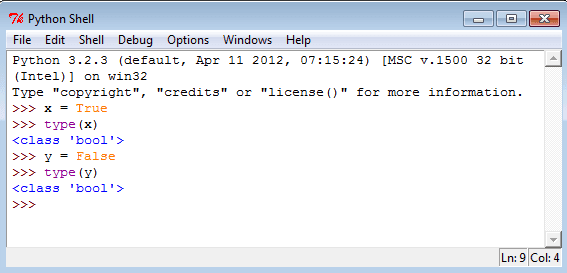 Python Shell
File Edit Shell Debug Options Windows Help
Python 3.2.3 (default, Apr 11 2012, 07:15:24) [MSC v.1500 32 bit
(Intel)] on win32
Type "copyright", "credits" or "license()" for more information.
>>> x = True
>>> type(x)
<class 'bool'>
>>> y = False
>>> type(y)
<class 'bool'>
>>>
Ln: 9 Col: 4